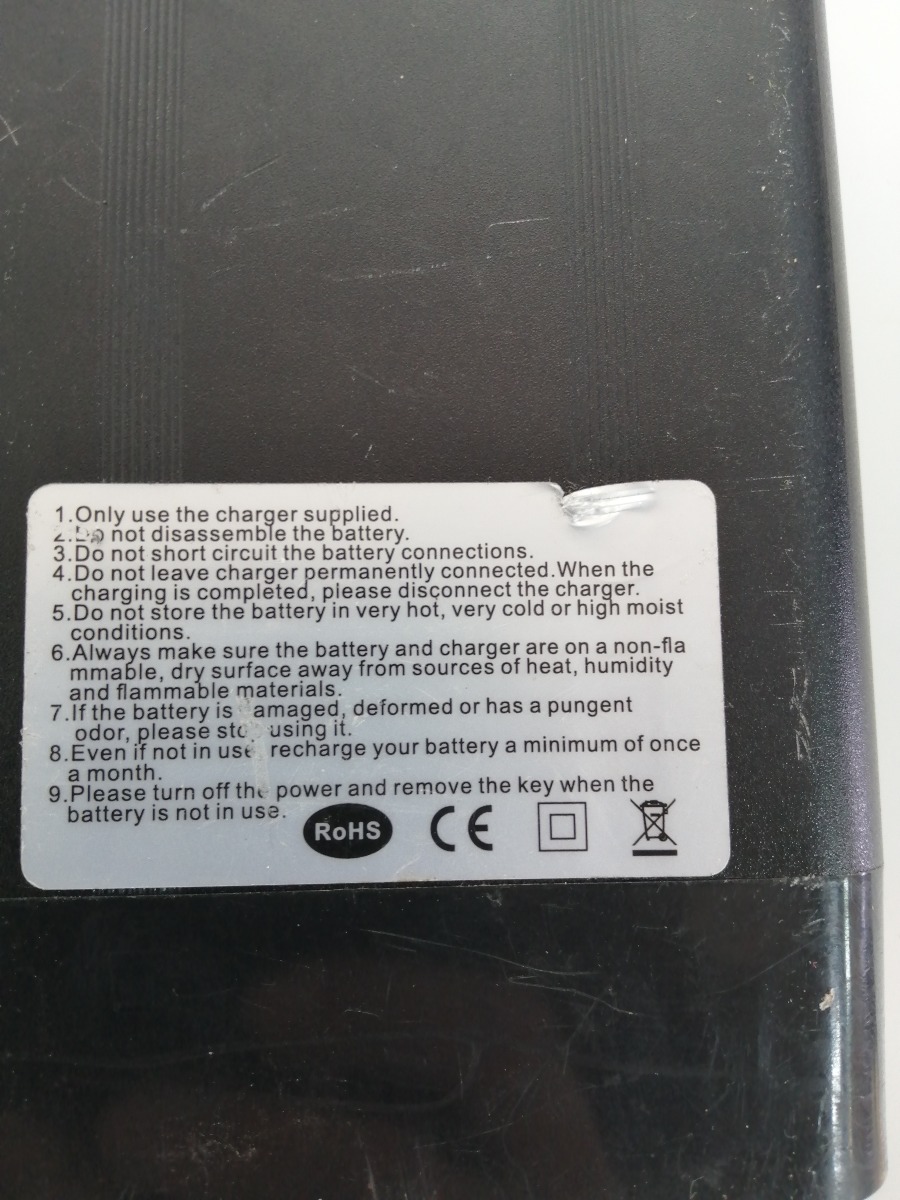 1.Only use the charger supplied.
2.Do not disassemble the battery.
3.Do not short circuit the battery connections.
4.Do not leave charger permanently connected.When the
charging is completed, please disconnect the charger.
5.Do not store the battery in very hot, very cold or high moist
conditions.
6.Always make sure the battery and charger are on a non-fla
mmable, dry surface away from sources of heat, humidity
and flammable materials.
7.If the battery is damaged, deformed or has a pungent
odor, please stop using it.
8.Even if not in use, recharge your battery a minimum of once
a month.
9.Please turn off the power and remove the key when the
battery is not in use.
RoHS CE